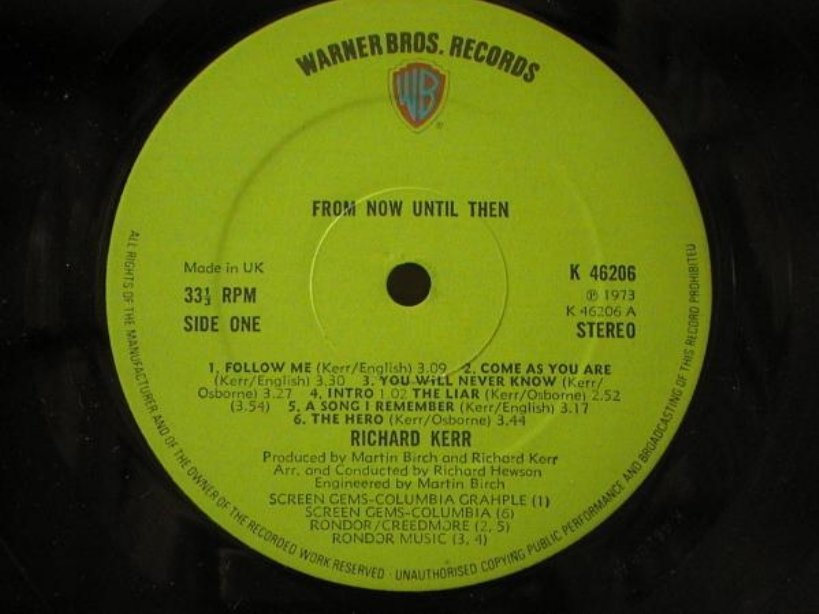 WARNER BROS. RECORDS
WB
®
FROM NOW UNTIL THEN
Made in UK
33⅓ RPM
SIDE ONE
K 46206
℗ 1973
K 46206 A
STEREO
1. FOLLOW ME (Kerr/English) 3.09 2. COME AS YOU ARE
(Kerr/English) 3.30 3. YOU WILL NEVER KNOW (Kerr/
Osborne) 3.27 4. INTRO 1.02 THE LIAR (Kerr/Osborne) 2.52
(3.54) 5. A SONG I REMEMBER (Kerr/English) 3.17
6. THE HERO (Kerr/Osborne) 3.44
RICHARD KERR
Produced by Martin Birch and Richard Kerr
Arr. and Conducted by Richard Hewson
Engineered by Martin Birch
SCREEN GEMS-COLUMBIA GRAHPLE (1)
SCREEN GEMS-COLUMBIA (6)
RONDOR/CREEDMORE (2, 5)
RONDOR MUSIC (3, 4)
ALL RIGHTS OF THE MANUFACTURER AND OF THE OWNER OF THE RECORDED WORK RESERVED · UNAUTHORISED COPYING PUBLIC PERFORMANCE AND BROADCASTING OF THIS RECORD PROHIBITED